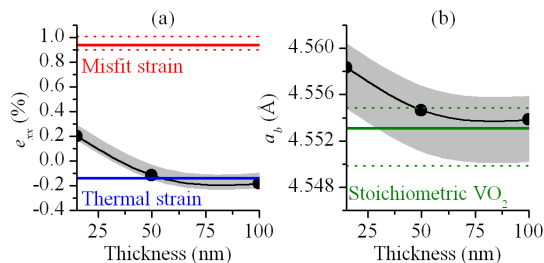 (a)
(b)
1.0
0.8
0.6
0.4
0.2
0.0
-0.2
-0.4
e_xx (%)
Misfit strain
Thermal strain
25 50 75 100
Thickness (nm)
4.560
4.556
4.552
4.548
a_b (Å)
Stoichiometric VO₂
25 50 75 100
Thickness (nm)